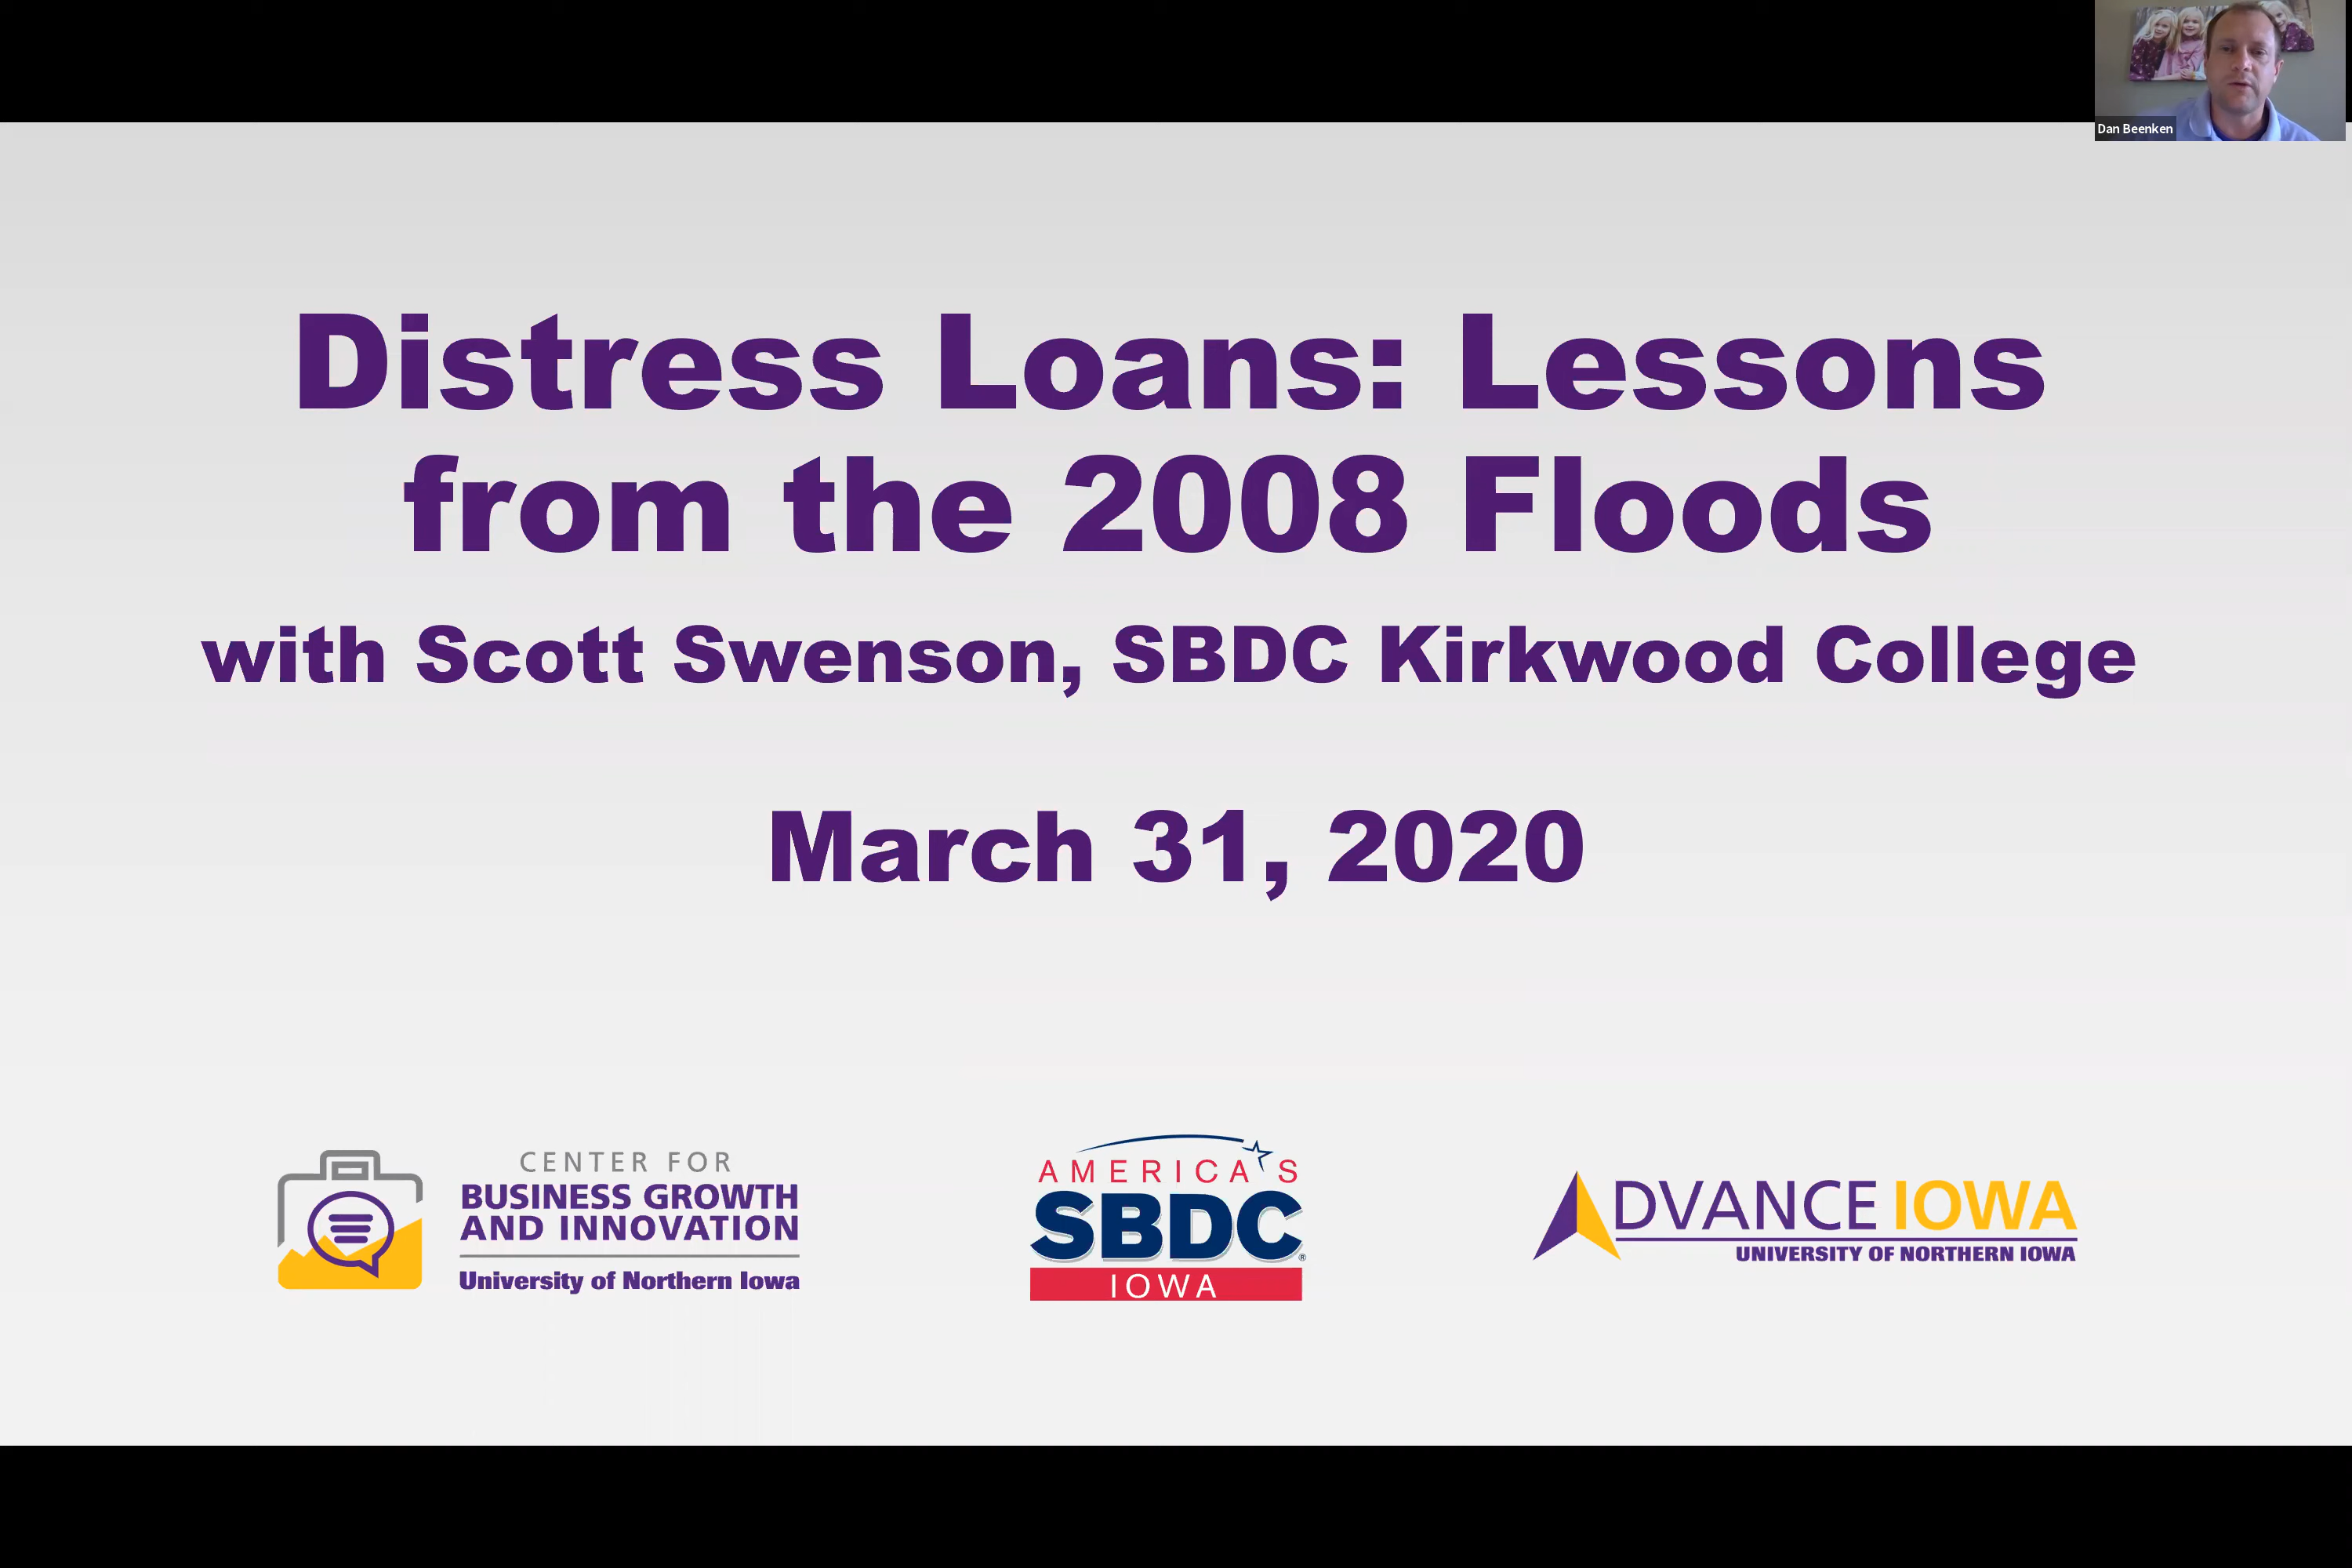 Dan Beenken
Distress Loans: Lessons
from the 2008 Floods
with Scott Swenson, SBDC Kirkwood College
March 31, 2020
CENTER FOR
BUSINESS GROWTH
AND INNOVATION
University of Northern Iowa
AMERICA'S
SBDC®
IOWA
ADVANCE IOWA
UNIVERSITY OF NORTHERN IOWA